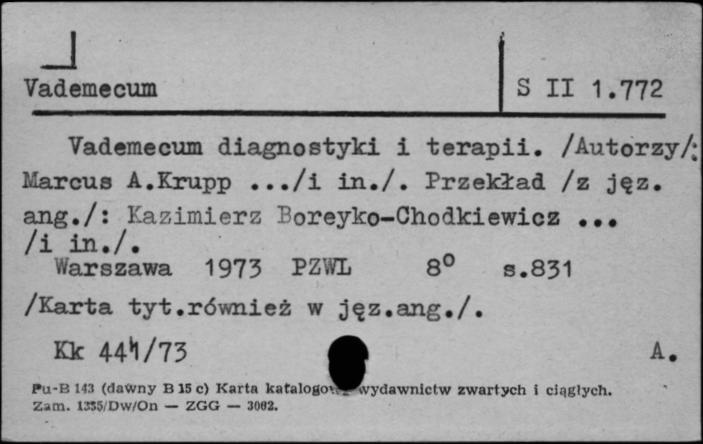 Vademecum S II 1.772
Vademecum diagnostyki i terapii. /Autorzy/:
Marcus A.Krupp .../i in./. Przekład /z jęz.
ang./: Kazimierz Boreyko-Chodkiewicz ...
/i in./.
Warszawa 1973 PZWL 8° s.831
/Karta tyt.również w jęz.ang./.
Kk 441/73 A.
Pu-B 143 (dawny B 15 c) Karta katalogowa wydawnictw zwartych i ciągłych.
Zam. 1355/Dw/On — ZGG — 3002.